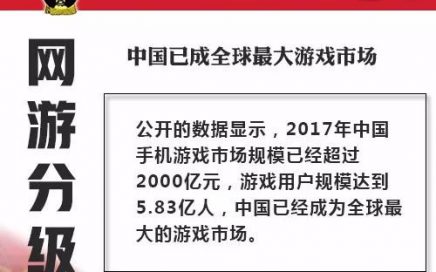 网游分级
中国已成全球最大游戏市场
公开的数据显示，2017年中国
手机游戏市场规模已经超过
2000亿元，游戏用户规模达到
5.83亿人，中国已经成为全球最
大的游戏市场。